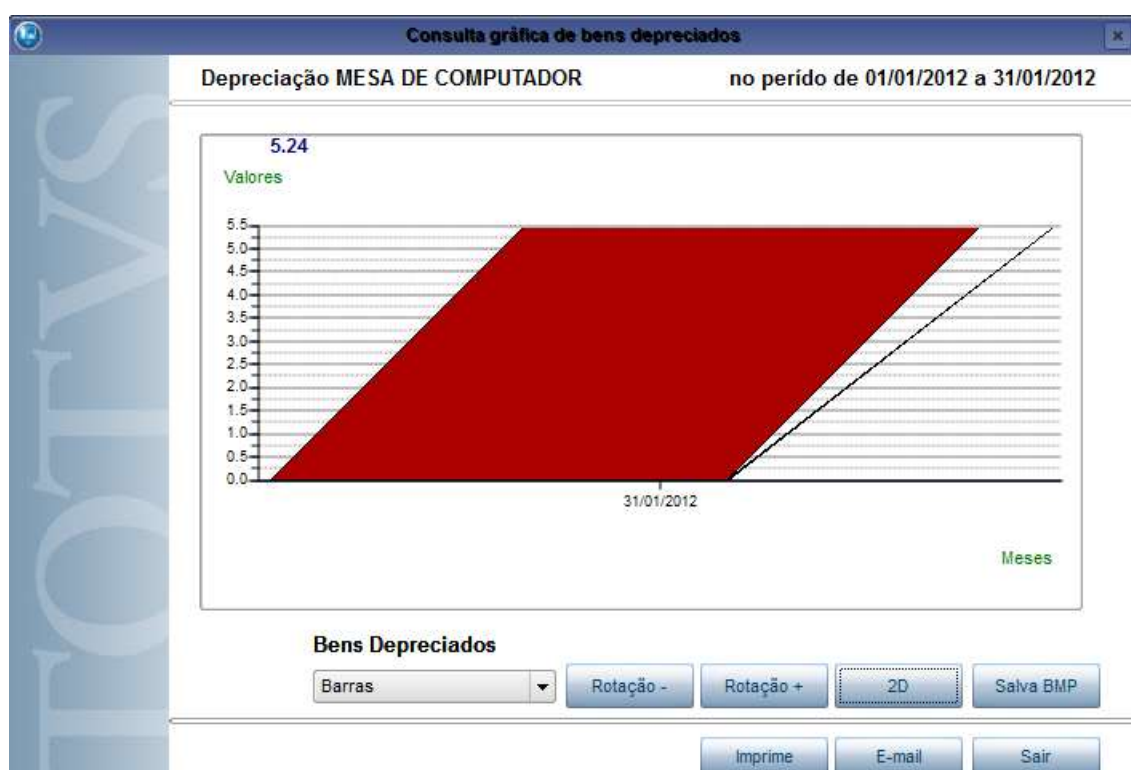 Consulta gráfica de bens depreciados
Depreciação MESA DE COMPUTADOR no perído de 01/01/2012 a 31/01/2012
TOTVS
5.24
Valores
5.5
5.0
4.5
4.0
3.5
3.0
2.5
2.0
1.5
1.0
0.5
0.0
31/01/2012
Meses
Bens Depreciados
Barras Rotação - Rotação + 2D Salva BMP
Imprime E-mail Sair